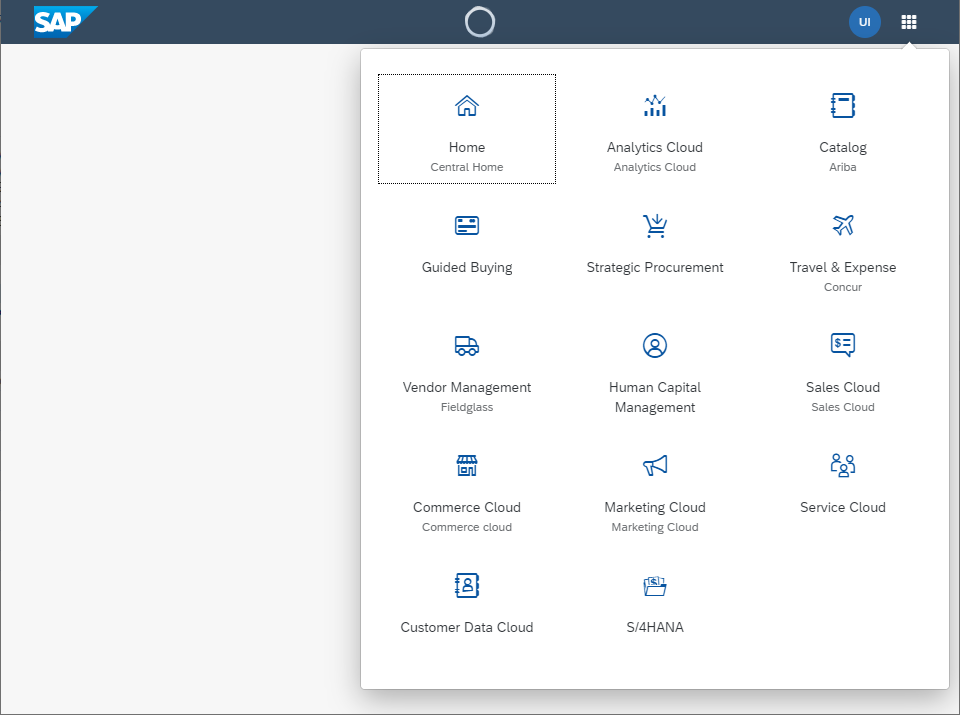 SAP
UI
Home
Central Home
Analytics Cloud
Analytics Cloud
Catalog
Ariba
Guided Buying
Strategic Procurement
Travel & Expense
Concur
Vendor Management
Fieldglass
Human Capital
Management
Sales Cloud
Sales Cloud
Commerce Cloud
Commerce cloud
Marketing Cloud
Marketing Cloud
Service Cloud
Customer Data Cloud
S/4HANA